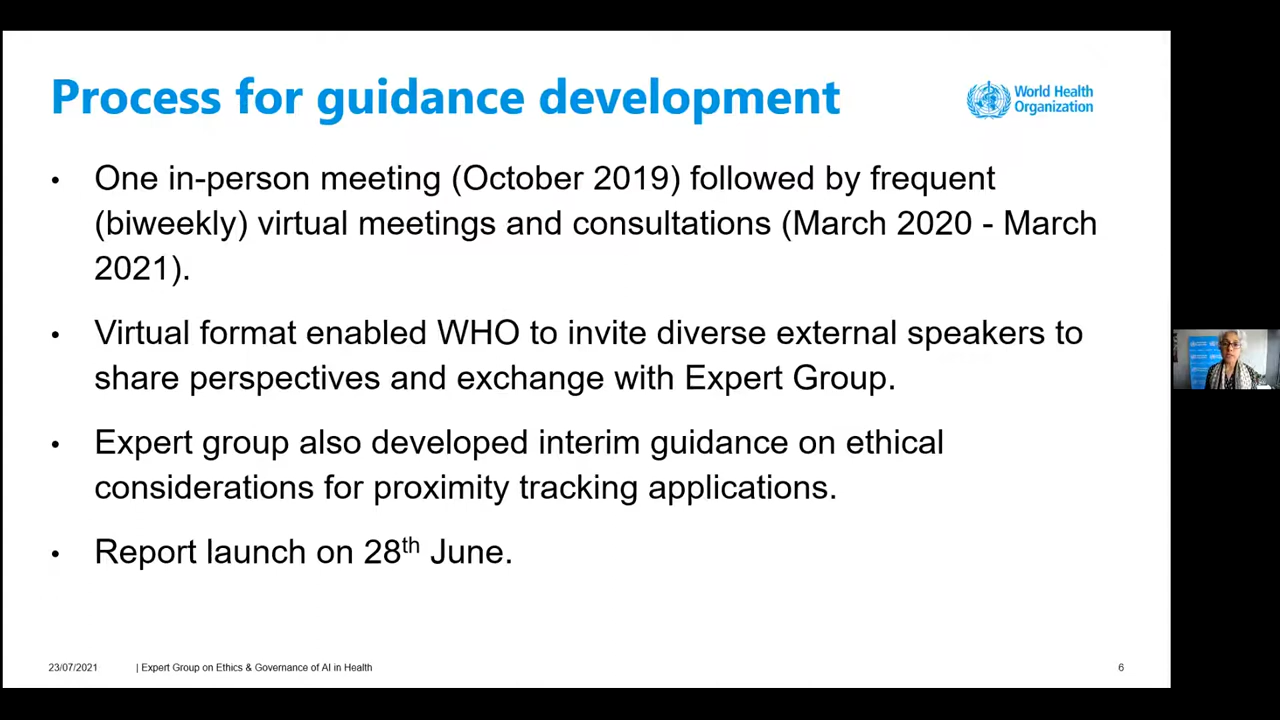 Process for guidance development
World Health
Organization
• One in-person meeting (October 2019) followed by frequent
(biweekly) virtual meetings and consultations (March 2020 - March
2021).
• Virtual format enabled WHO to invite diverse external speakers to
share perspectives and exchange with Expert Group.
• Expert group also developed interim guidance on ethical
considerations for proximity tracking applications.
• Report launch on 28th June.
23/07/2021 | Expert Group on Ethics & Governance of AI in Health 6